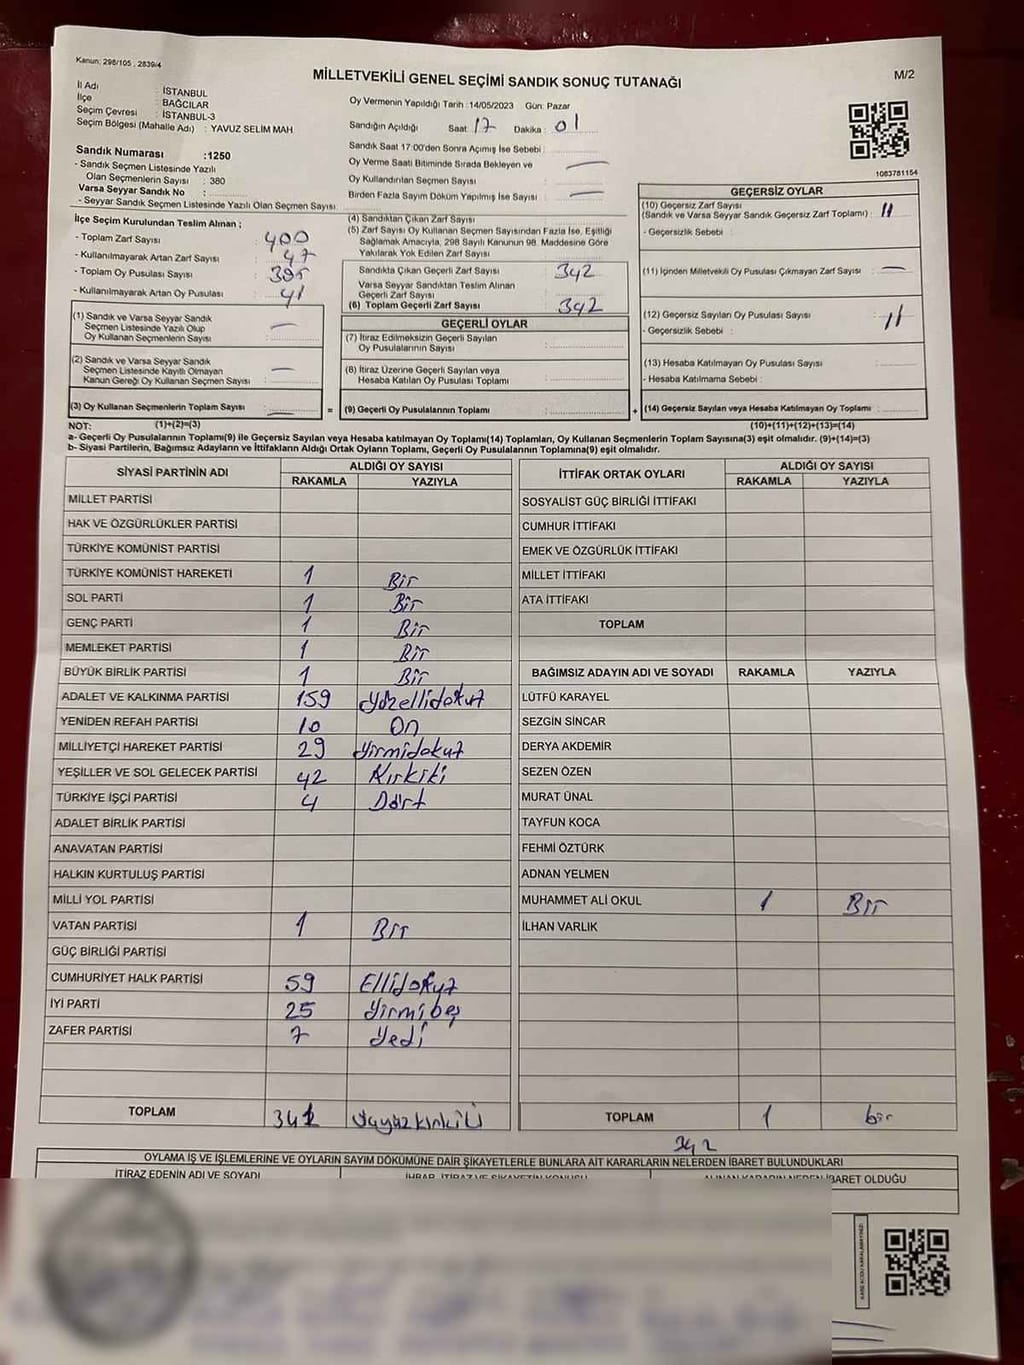 Kanun; 298/105 , 2839/4
MİLLETVEKİLİ GENEL SEÇİMİ SANDIK SONUÇ TUTANAĞI
M/2
İl Adı : İSTANBUL
İlçe : BAĞCILAR
Seçim Çevresi : İSTANBUL-3
Seçim Bölgesi (Mahalle Adı) : YAVUZ SELİM MAH.
Oy Vermenin Yapıldığı Tarih :14/05/2023 Gün: Pazar
Sandığın Açıldığı Saat : 17 Dakika : 01
Sandık Saat 17:00'den Sonra Açımış İse Sebebi :
Oy Verme Saati Bitiminde Sırada Bekleyen ve
Oy Kullandırılan Seçmen Sayısı : —
Birden Fazla Sayım Döküm Yapılmış İse Sayısı : —
1083781154
Sandık Numarası :1250
- Sandık Seçmen Listesinde Yazılı
Olan Seçmenlerin Sayısı : 380
Varsa Seyyar Sandık No :
- Seyyar Sandık Seçmen Listesinde Yazılı Olan Seçmen Sayısı:
İlçe Seçim Kurulundan Teslim Alınan ;
- Toplam Zarf Sayısı : 400
- Kullanılmayarak Artan Zarf Sayısı : 47
- Toplam Oy Pusulası Sayısı : 395
- Kullanılmayarak Artan Oy Pusulası : 41
(1) Sandık ve Varsa Seyyar Sandık
Seçmen Listesinde Yazılı Olup
Oy Kullanan Seçmenlerin Sayısı : —
(2) Sandık ve Varsa Seyyar Sandık
Seçmen Listesinde Kayıtlı Olmayan
Kanun Gereği Oy Kullanan Seçmen Sayısı : —
(3) Oy Kullanan Seçmenlerin Toplam Sayısı : —
(1)+(2)=(3)
(4) Sandıktan Çıkan Zarf Sayısı :
(5) Zarf Sayısı Oy Kullanan Seçmen Sayısından Fazla İse, Eşitliği
Sağlamak Amacıyla, 298 Sayılı Kanunun 98. Maddesine Göre
Yakılarak Yok Edilen Zarf Sayısı :
Sandıkta Çıkan Geçerli Zarf Sayısı : 342
Varsa Seyyar Sandıktan Teslim Alınan
Geçerli Zarf Sayısı :
(6) Toplam Geçerli Zarf Sayısı : 342
GEÇERLİ OYLAR
(7) İtiraz Edilmeksizin Geçerli Sayılan
Oy Pusulalarının Sayısı :
(8) İtiraz Üzerine Geçerli Sayılan veya
Hesaba Katılan Oy Pusulası Toplamı :
= (9) Geçerli Oy Pusulalarının Toplamı :
GEÇERSİZ OYLAR
(10) Geçersiz Zarf Sayısı
(Sandık ve Varsa Seyyar Sandık Geçersiz Zarf Toplamı) : 11
- Geçersizlik Sebebi :
(11) İçinden Milletvekili Oy Pusulası Çıkmayan Zarf Sayısı : —
(12) Geçersiz Sayılan Oy Pusulası Sayısı : 11
- Geçersizlik Sebebi :
(13) Hesaba Katılmayan Oy Pusulası Sayısı :
- Hesaba Katılmama Sebebi :
+ (14) Geçersiz Sayılan veya Hesaba Katılmayan Oy Toplamı :
(10)+(11)+(12)+(13)=(14)
NOT:
a- Geçerli Oy Pusulalarının Toplamı(9) ile Geçersiz Sayılan veya Hesaba katılmayan Oy Toplamı(14) Toplamları, Oy Kullanan Seçmenlerin Toplam Sayısına(3) eşit olmalıdır. (9)+(14)=(3)
b- Siyasi Partilerin, Bağımsız Adayların ve İttifakların Aldığı Ortak Oyların Toplamı, Geçerli Oy Pusulalarının Toplamına(9) eşit olmalıdır.
SİYASİ PARTİNİN ADI ALDIĞI OY SAYISI
RAKAMLA YAZIYLA
MİLLET PARTİSİ
HAK VE ÖZGÜRLÜKLER PARTİSİ
TÜRKİYE KOMÜNİST PARTİSİ
TÜRKİYE KOMÜNİST HAREKETİ 1 Bir
SOL PARTİ 1 Bir
GENÇ PARTİ 1 Bir
MEMLEKET PARTİSİ 1 Bir
BÜYÜK BİRLİK PARTİSİ 1 Bir
ADALET VE KALKINMA PARTİSİ 159 yüzellidokuz
YENİDEN REFAH PARTİSİ 10 On
MİLLİYETÇİ HAREKET PARTİSİ 29 yirmidokuz
YEŞİLLER VE SOL GELECEK PARTİSİ 42 Kırkiki
TÜRKİYE İŞÇİ PARTİSİ 4 Dört
ADALET BİRLİK PARTİSİ
ANAVATAN PARTİSİ
HALKIN KURTULUŞ PARTİSİ
MİLLİ YOL PARTİSİ
VATAN PARTİSİ 1 Bir
GÜÇ BİRLİĞİ PARTİSİ
CUMHURİYET HALK PARTİSİ 59 Ellidokuz
İYİ PARTİ 25 yirmibeş
ZAFER PARTİSİ 7 yedi
TOPLAM 341
İTTİFAK ORTAK OYLARI ALDIĞI OY SAYISI
RAKAMLA YAZIYLA
SOSYALİST GÜÇ BİRLİĞİ İTTİFAKI
CUMHUR İTTİFAKI
EMEK VE ÖZGÜRLÜK İTTİFAKI
MİLLET İTTİFAKI
ATA İTTİFAKI
TOPLAM
BAĞIMSIZ ADAYIN ADI VE SOYADI RAKAMLA YAZIYLA
LÜTFÜ KARAYEL
SEZGİN SİNCAR
DERYA AKDEMİR
SEZEN ÖZEN
MURAT ÜNAL
TAYFUN KOCA
FEHMİ ÖZTÜRK
ADNAN YELMEN
MUHAMMET ALİ OKUL 1 Bir
İLHAN VARLIK
TOPLAM 1 bir
342
OYLAMA İŞ VE İŞLEMLERİNE VE OYLARIN SAYIM DÖKÜMÜNE DAİR ŞİKAYETLERLE BUNLARA AİT KARARLARIN NELERDEN İBARET BULUNDUKLARI
İTİRAZ EDENİN ADI VE SOYADI İHBAR, İTİRAZ VE ŞİKAYETİN KONUSU ALINAN KARARIN NEDEN İBARET OLDUĞU